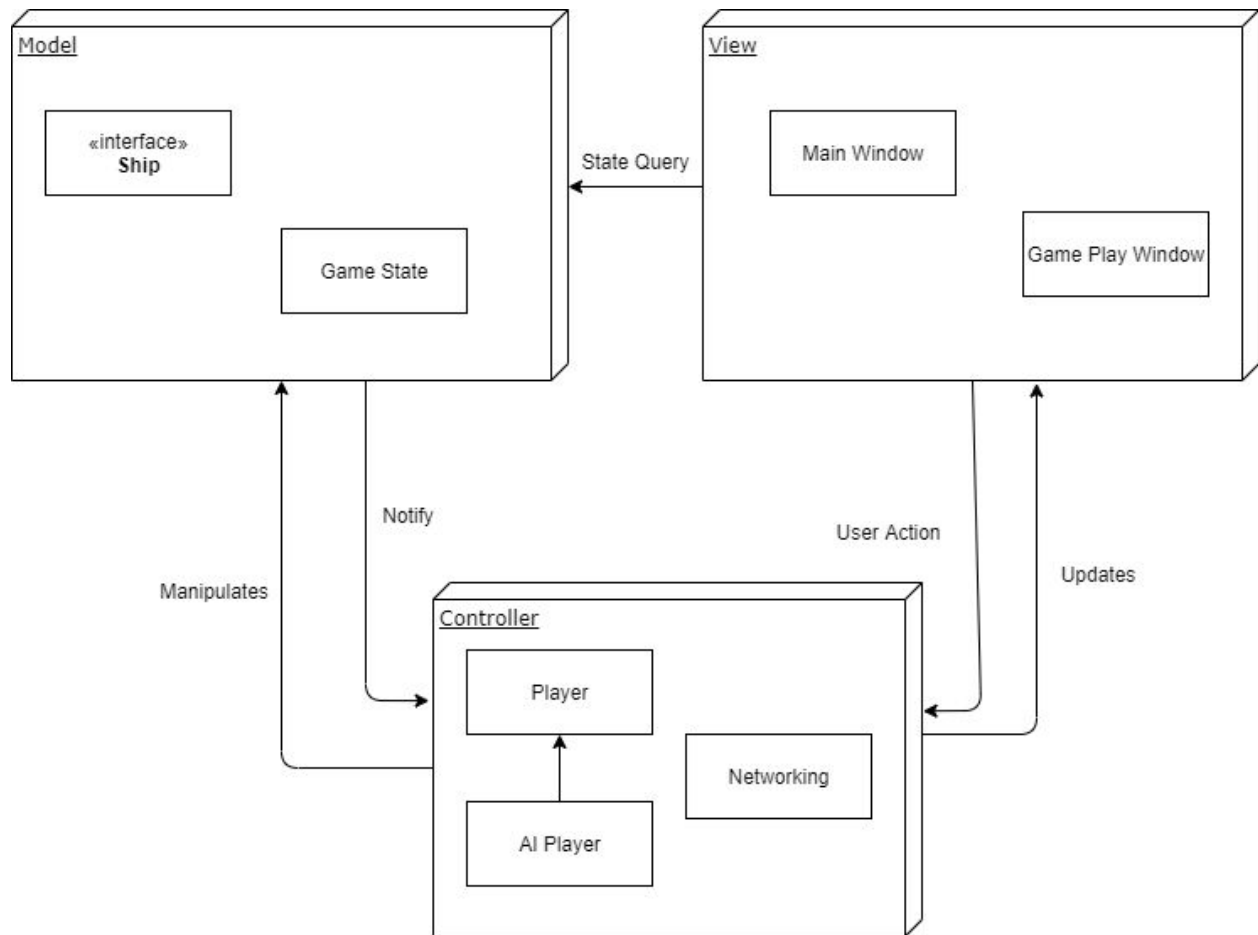 Model
«interface»
Ship
Game State
State Query
View
Main Window
Game Play Window
Notify
Manipulates
User Action
Updates
Controller
Player
Networking
AI Player